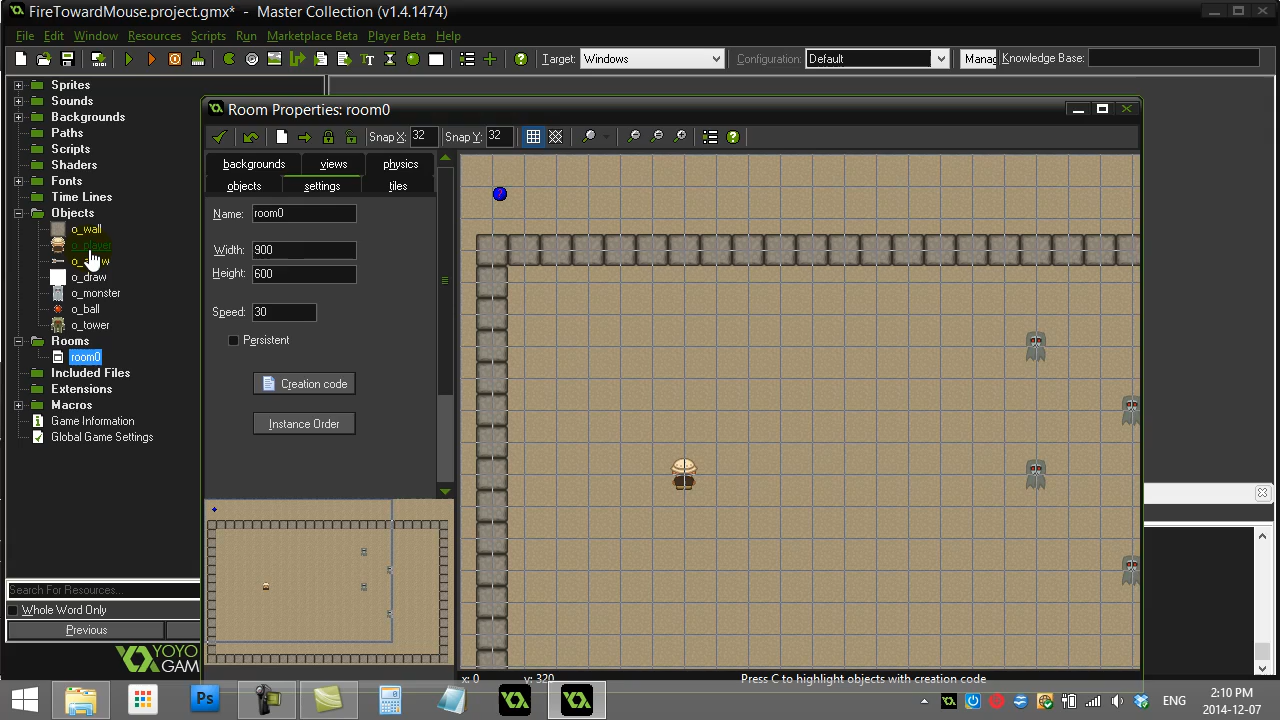 FireTowardMouse.project.gmx* - Master Collection (v1.4.1474)
File Edit Window Resources Scripts Run Marketplace Beta Player Beta Help
Target: Windows Configuration: Default Manag Knowledge Base:
Sprites
Sounds
Backgrounds
Paths
Scripts
Shaders
Fonts
Time Lines
Objects
o_wall
o_player
o_draw
o_monster
o_ball
o_tower
Rooms
room0
Included Files
Extensions
Macros
Game Information
Global Game Settings
Search For Resources...
Whole Word Only
Previous
YOYO
GAM
Room Properties: room0
Snap X: 32 Snap Y: 32
backgrounds views physics
objects settings tiles
Name: room0
Width: 900
Height: 600
Speed: 30
Persistent
Creation code
Instance Order
x: 0 y: 320 Press C to highlight objects with creation code
Ps
ENG
2:10 PM
2014-12-07